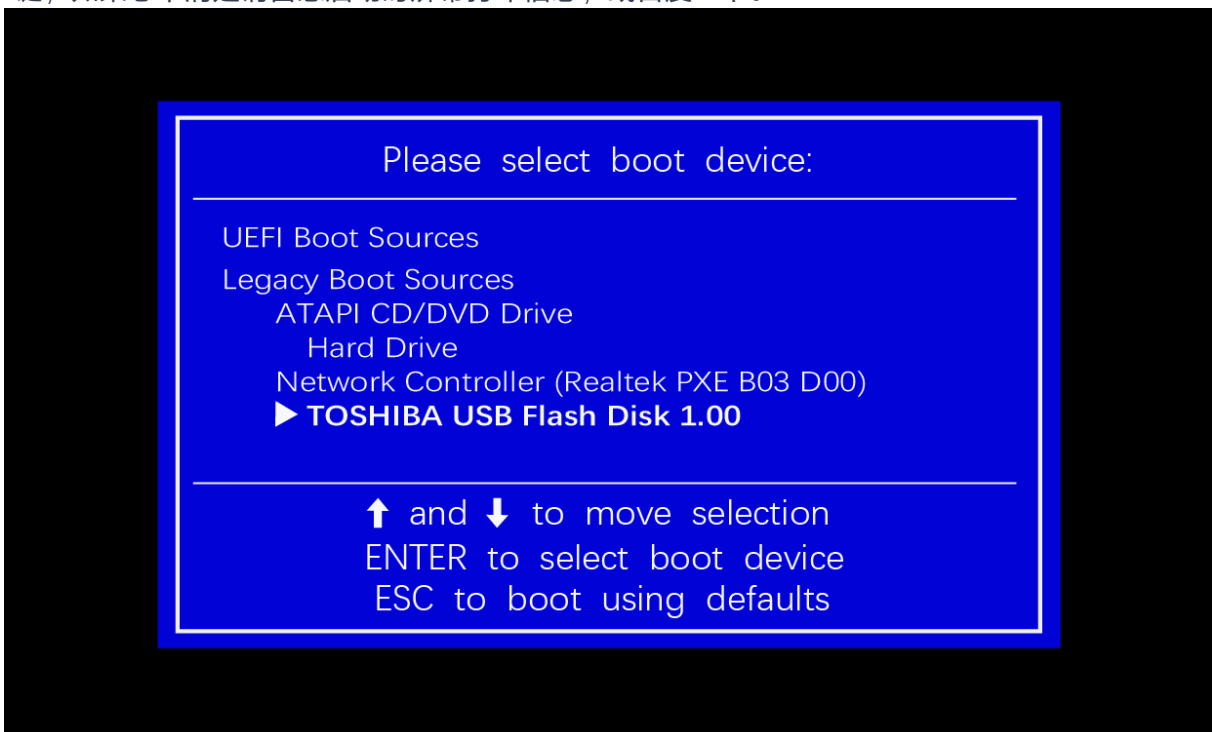 Please select boot device:
UEFI Boot Sources
Legacy Boot Sources
ATAPI CD/DVD Drive
Hard Drive
Network Controller (Realtek PXE B03 D00)
▶ TOSHIBA USB Flash Disk 1.00
⬆ and ⬇ to move selection
ENTER to select boot device
ESC to boot using defaults